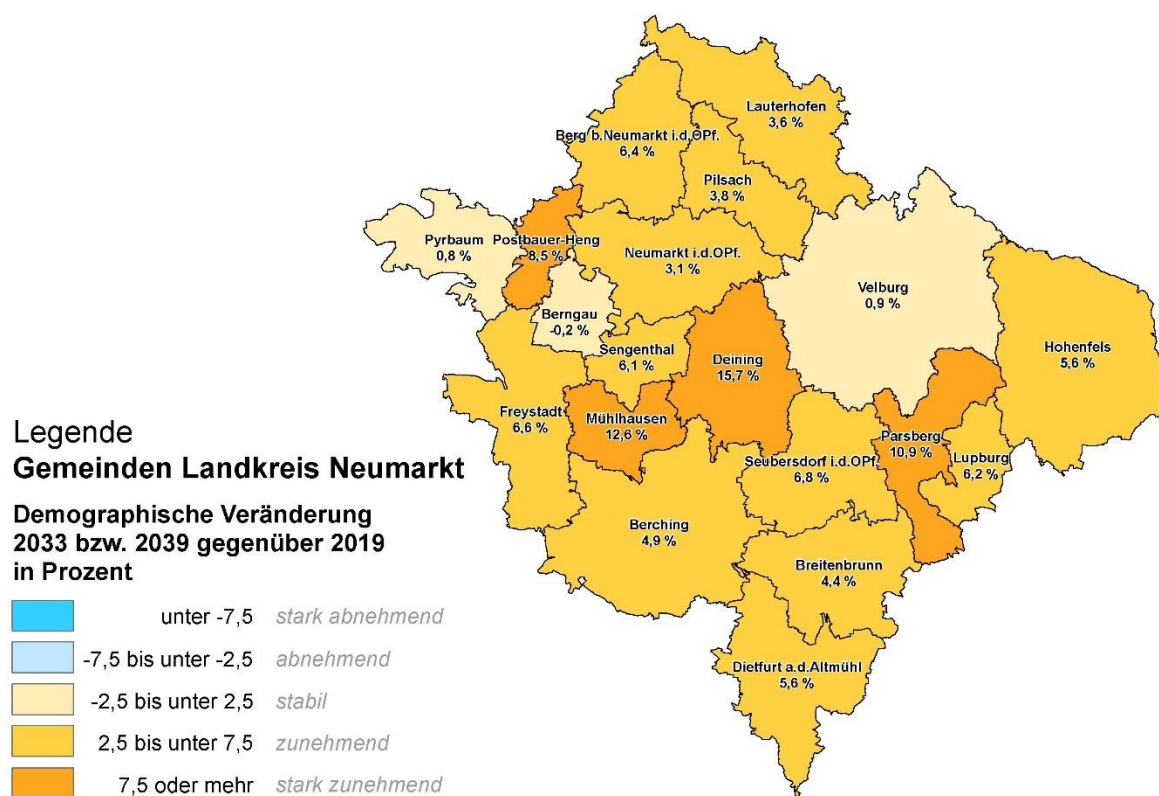 Lauterhofen
3,6 %
Berg b.Neumarkt i.d.OPf.
6,4 %
Pilsach
3,8 %
Pyrbaum
0,8 %
Postbauer-Heng
8,5 %
Neumarkt i.d.OPf.
3,1 %
Velburg
0,9 %
Berngau
-0,2 %
Sengenthal
6,1 %
Deining
15,7 %
Hohenfels
5,6 %
Freystadt
6,6 %
Mühlhausen
12,6 %
Parsberg
10,9 %
Lupburg
6,2 %
Seubersdorf i.d.OPf.
6,8 %
Berching
4,9 %
Breitenbrunn
4,4 %
Dietfurt a.d.Altmühl
5,6 %
Legende
Gemeinden Landkreis Neumarkt
Demographische Veränderung
2033 bzw. 2039 gegenüber 2019
in Prozent
unter -7,5 stark abnehmend
-7,5 bis unter -2,5 abnehmend
-2,5 bis unter 2,5 stabil
2,5 bis unter 7,5 zunehmend
7,5 oder mehr stark zunehmend